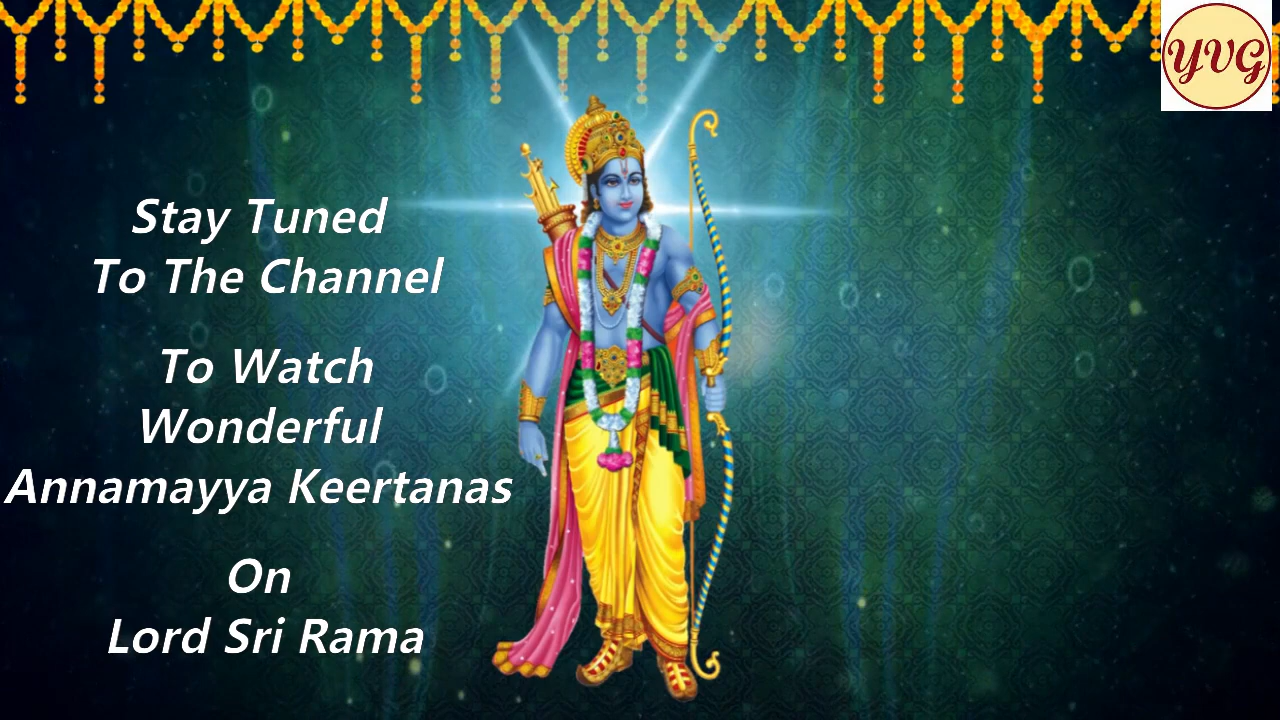 YVG
Stay Tuned
To The Channel
To Watch
Wonderful
Annamayya Keertanas
On
Lord Sri Rama